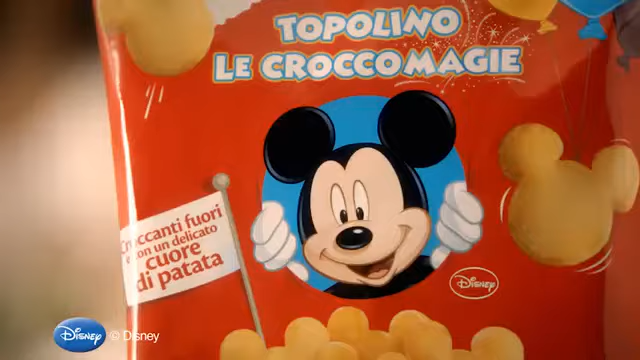 TOPOLINO
LE CROCCOMAGIE
Croccanti fuori
con un delicato
cuore
di patata
Disney
Disney © Disney